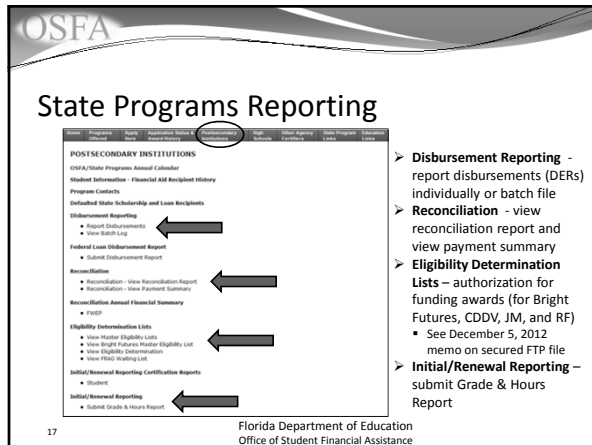 OSFA
State Programs Reporting
Home Programs Offered Apply Here Application Status & Award History Postsecondary Institutions High Schools Other Agency Certifiers State Program Links Education Links
POSTSECONDARY INSTITUTIONS
OSFA/State Programs Annual Calendar
Student Information - Financial Aid Recipient History
Program Contacts
Defaulted State Scholarship and Loan Recipients
Disbursement Reporting
• Report Disbursements
• View Batch Log
Federal Loan Disbursement Report
• Submit Disbursement Report
Reconciliation
• Reconciliation - View Reconciliation Report
• Reconciliation - View Payment Summary
Reconciliation Annual Financial Summary
• FWEP
Eligibility Determination Lists
• View Master Eligibility Lists
• View Bright Futures Master Eligibility List
• View Eligibility Determination
• View FRAG Waiting List
Initial/Renewal Reporting Certification Reports
• Student
Initial/Renewal Reporting
• Submit Grade & Hours Report
➢ Disbursement Reporting -
report disbursements (DERs)
individually or batch file
➢ Reconciliation - view
reconciliation report and
view payment summary
➢ Eligibility Determination
Lists – authorization for
funding awards (for Bright
Futures, CDDV, JM, and RF)
▪ See December 5, 2012
memo on secured FTP file
➢ Initial/Renewal Reporting –
submit Grade & Hours
Report
17
Florida Department of Education
Office of Student Financial Assistance